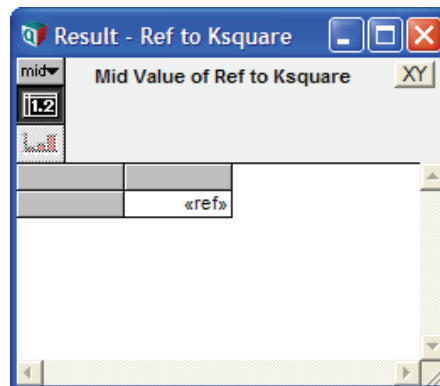 Result - Ref to Ksquare
mid
Mid Value of Ref to Ksquare
XY
1.2
«ref»